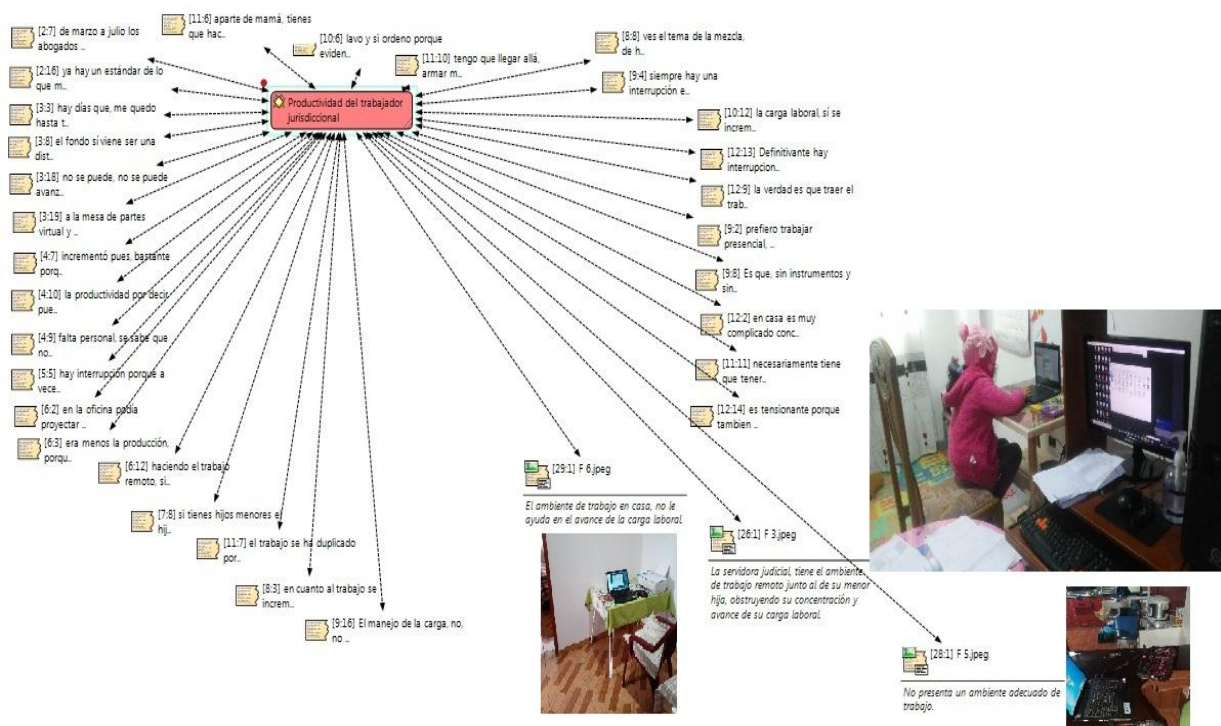 [2:7] de marzo a julio los
abogados ..
[11:6] aparte de mamá, tienes
que hac..
[10:6] lavo y si ordeno porque
eviden..
[11:10] tengo que llegar allá,
armar m..
[8:8] ves el tema de la mezcla,
de h..
[2:16] ya hay un estándar de lo
que m..
Productividad del trabajador
jurisdiccional
[9:4] siempre hay una
interrupción e..
[3:3] hay días que, me quedo
hasta t..
[10:12] la carga laboral, sí se
increm..
[3:8] el fondo sí viene ser una
dist..
[12:13] Definitivante hay
interrupcion..
[3:18] no se puede, no se puede
avanz..
[12:9] la verdad es que traer el
trab..
[3:19] a la mesa de partes
virtual y ..
[9:2] prefiero trabajar
presencial, ..
[4:7] incrementó pues, bastante
porq..
[9:8] Es que, sin instrumentos y
sin..
[4:10] la productividad por decir
pue..
[12:2] en casa es muy
complicado conc..
[4:9] falta personal, se sabe que
no..
[11:11] necesariamente tiene
que tener..
[5:5] hay interrupción porque a
vece..
[12:14] es tensionante porque
tambien ..
[6:2] en la oficina podía
proyectar ..
[6:3] era menos la producción,
porqu..
[6:12] haciendo el trabajo
remoto, si..
[7:8] si tienes hijos menores el
hij..
[11:7] el trabajo se ha duplicado
por..
[8:3] en cuanto al trabajo se
increm..
[9:16] El manejo de la carga, no,
no ..
[29:1] F 6.jpeg
El ambiente de trabajo en casa, no le
ayuda en el avance de la carga laboral.
[26:1] F 3.jpeg
La servidora judicial, tiene el ambiente
de trabajo remoto junto al de su menor
hija, obstruyendo su concentración y
avance de su carga laboral.
[28:1] F 5.jpeg
No presenta un ambiente adecuado de
trabajo.